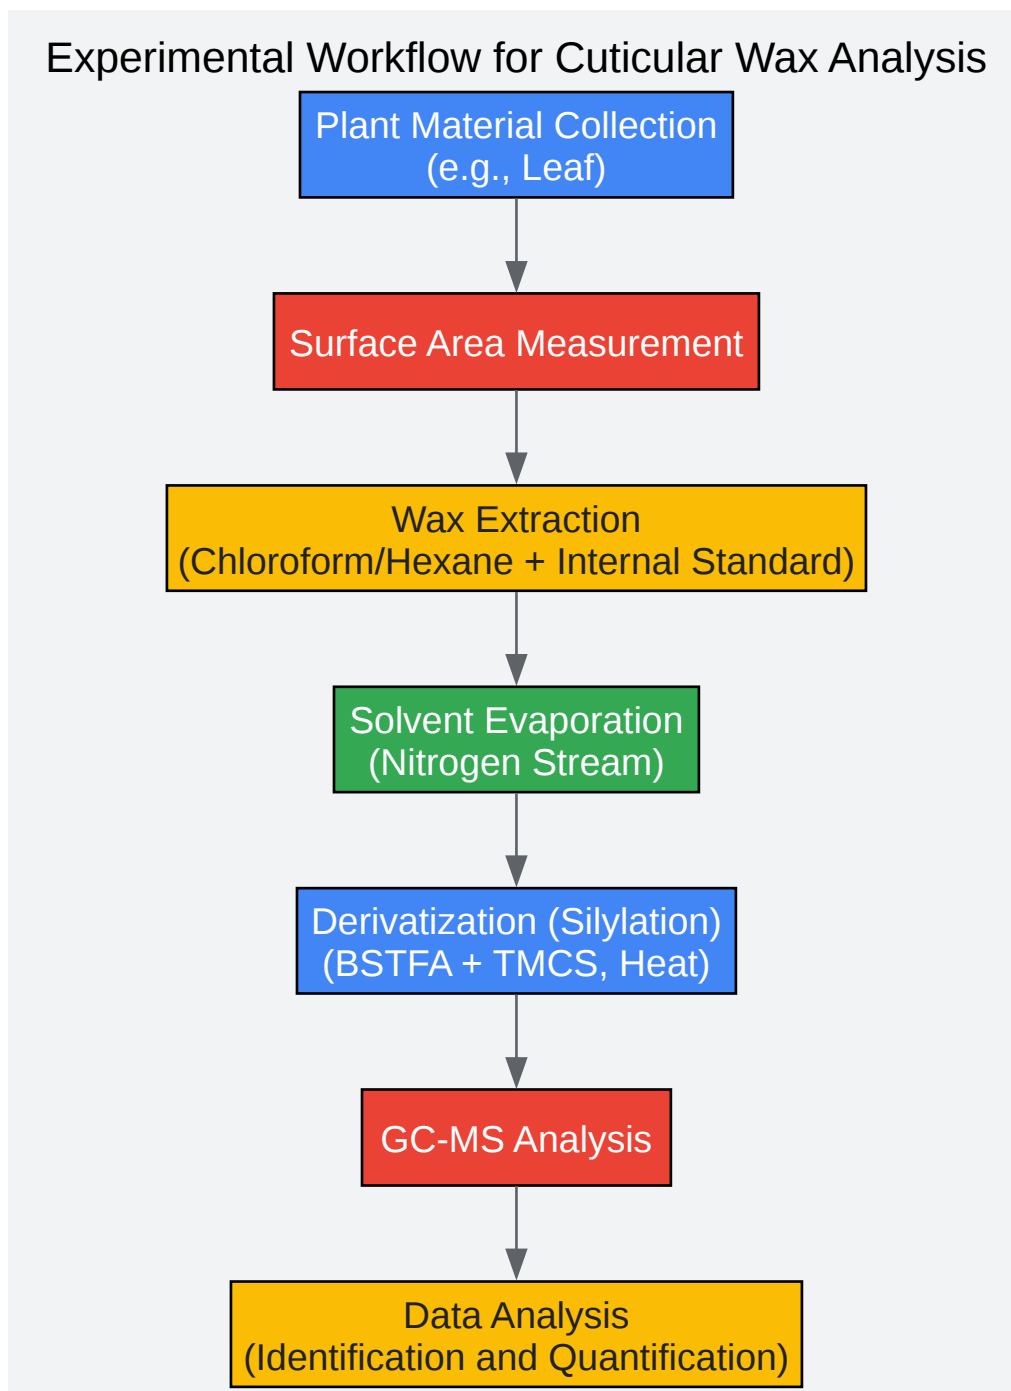 Experimental Workflow for Cuticular Wax Analysis
Plant Material Collection
(e.g., Leaf)
Surface Area Measurement
Wax Extraction
(Chloroform/Hexane + Internal Standard)
Solvent Evaporation
(Nitrogen Stream)
Derivatization (Silylation)
(BSTFA + TMCS, Heat)
GC-MS Analysis
Data Analysis
(Identification and Quantification)